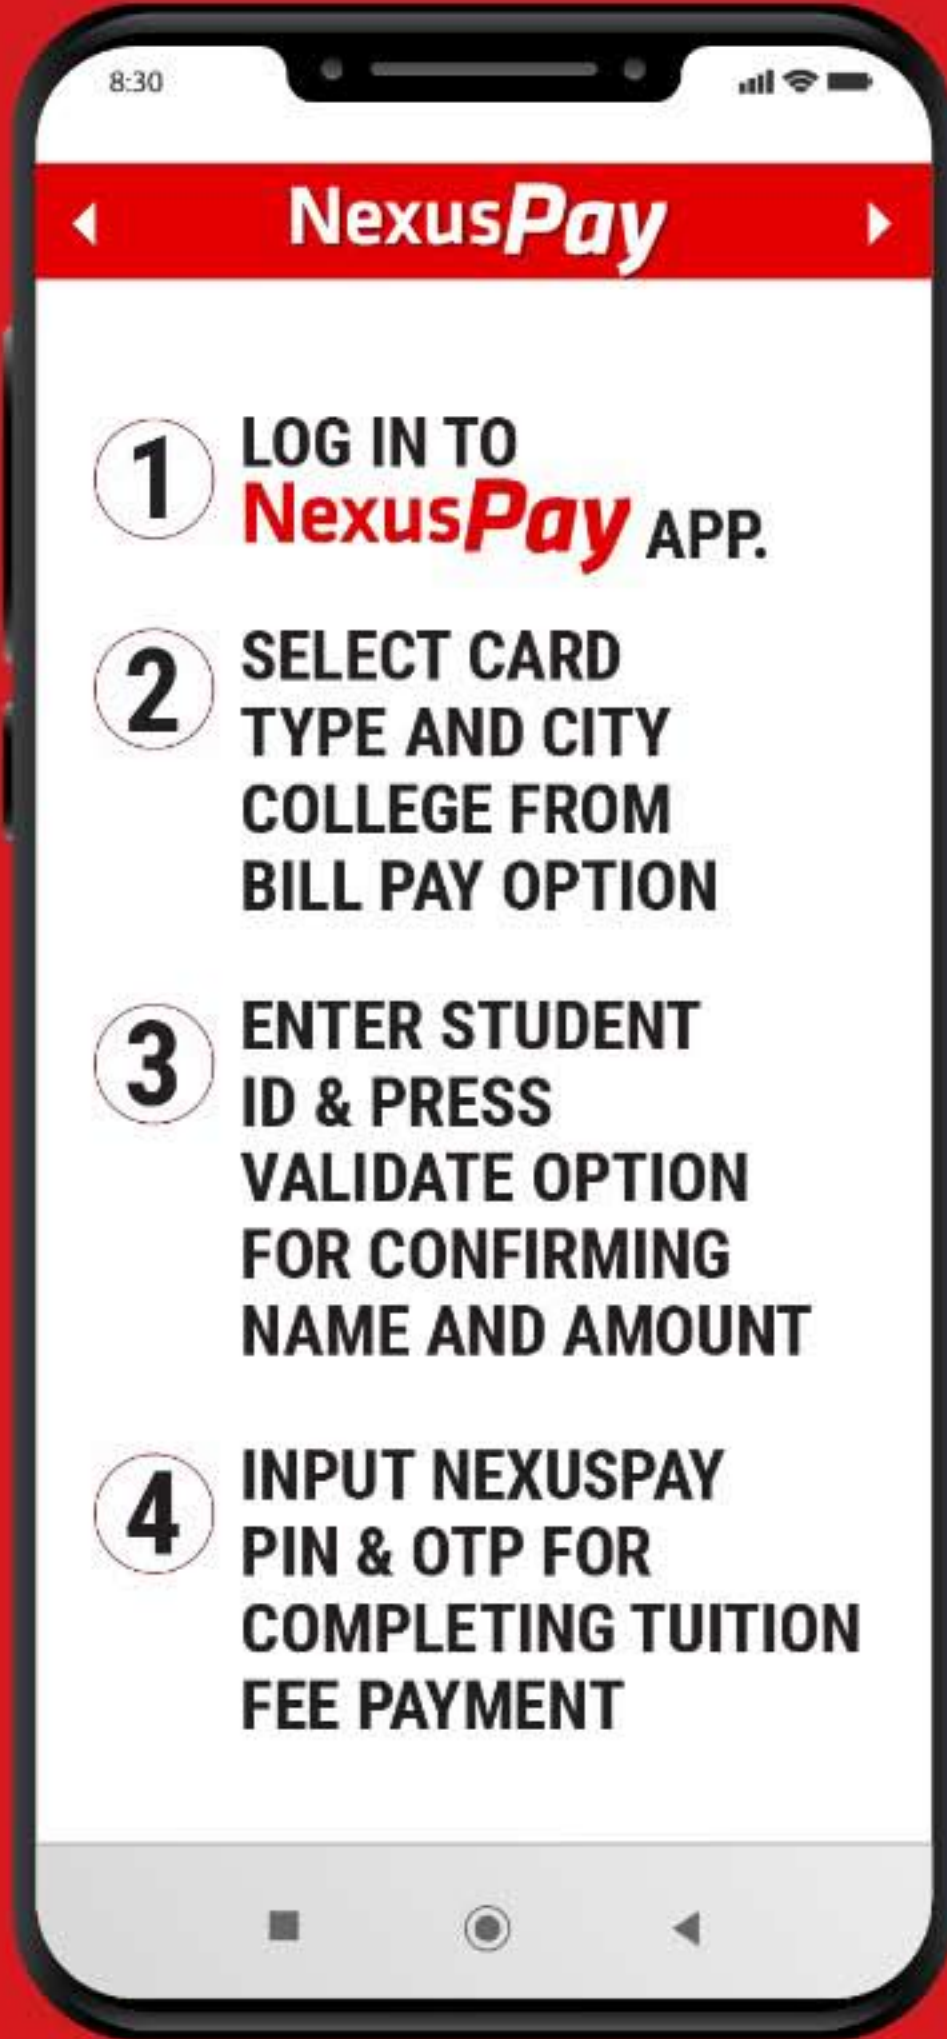 8:30
NexusPay
1 LOG IN TO
NexusPay APP.
2 SELECT CARD
TYPE AND CITY
COLLEGE FROM
BILL PAY OPTION
3 ENTER STUDENT
ID & PRESS
VALIDATE OPTION
FOR CONFIRMING
NAME AND AMOUNT
4 INPUT NEXUSPAY
PIN & OTP FOR
COMPLETING TUITION
FEE PAYMENT